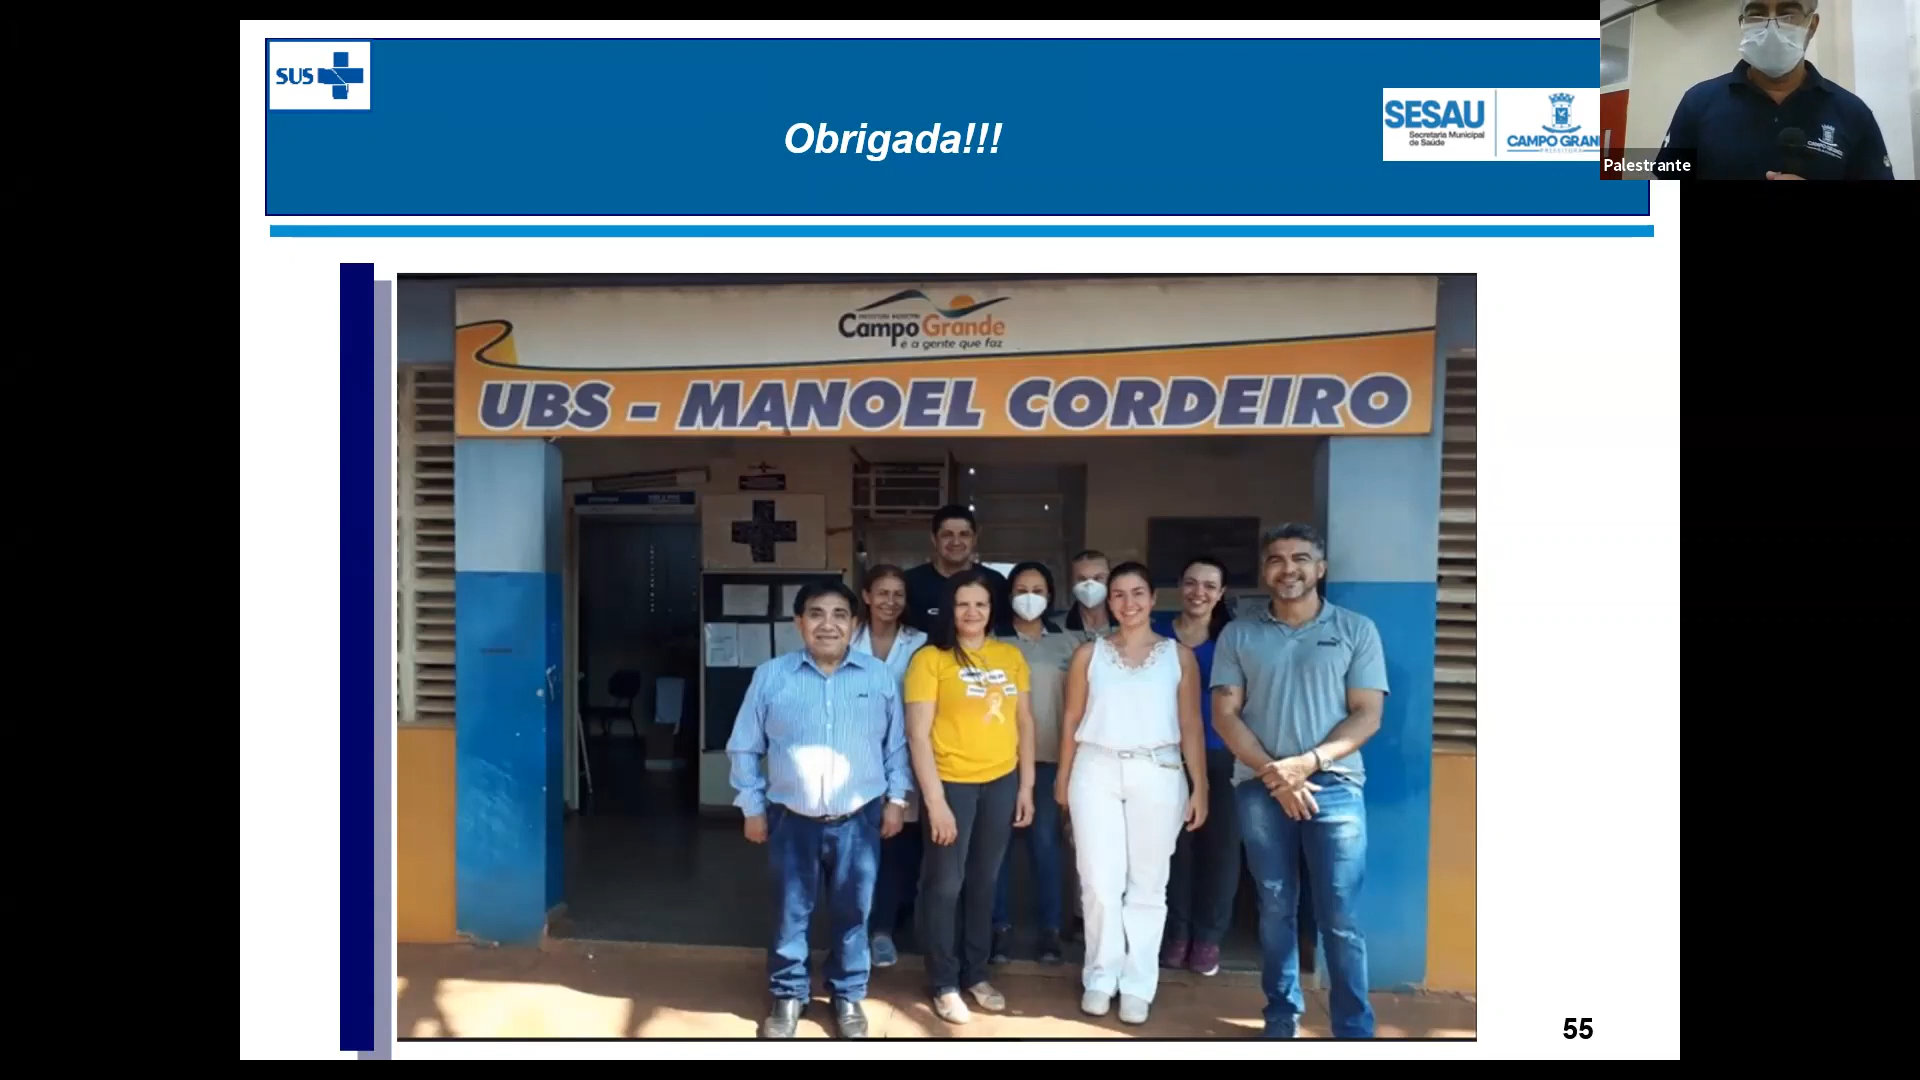 SUS
Obrigada!!!
SESAU
Secretaria Municipal
de Saúde
CAMPO GRAN
PREFEITURA
Palestrante
Campo Grande
é a gente que faz
UBS - MANOEL CORDEIRO
55